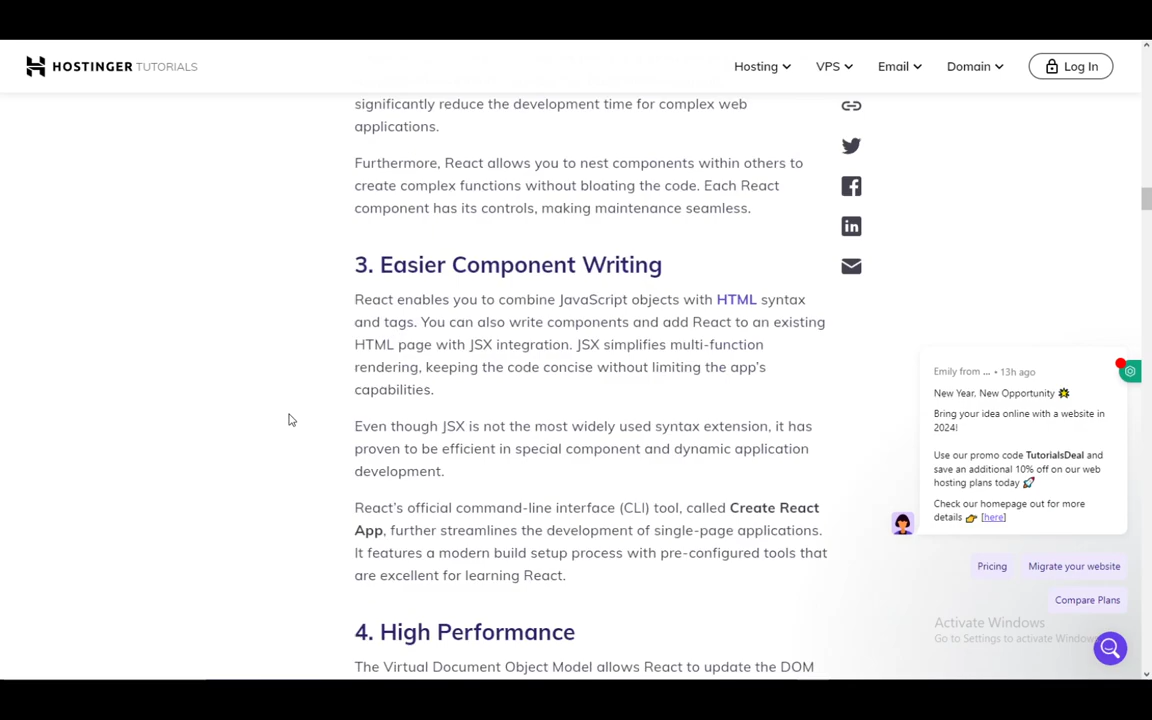 HOSTINGER TUTORIALS
Hosting
VPS
Email
Domain
Log In
significantly reduce the development time for complex web
applications.
Furthermore, React allows you to nest components within others to
create complex functions without bloating the code. Each React
component has its controls, making maintenance seamless.
3. Easier Component Writing
React enables you to combine JavaScript objects with HTML syntax
and tags. You can also write components and add React to an existing
HTML page with JSX integration. JSX simplifies multi-function
rendering, keeping the code concise without limiting the app's
capabilities.
Even though JSX is not the most widely used syntax extension, it has
proven to be efficient in special component and dynamic application
development.
React's official command-line interface (CLI) tool, called Create React
App, further streamlines the development of single-page applications.
It features a modern build setup process with pre-configured tools that
are excellent for learning React.
4. High Performance
The Virtual Document Object Model allows React to update the DOM
Emily from ... • 13h ago
New Year, New Opportunity 💥
Bring your idea online with a website in
2024!
Use our promo code TutorialsDeal and
save an additional 10% off on our web
hosting plans today 🚀
Check our homepage out for more
details 👉 [here]
Pricing
Migrate your website
Compare Plans
Activate Windows
Go to Settings to activate Windows.